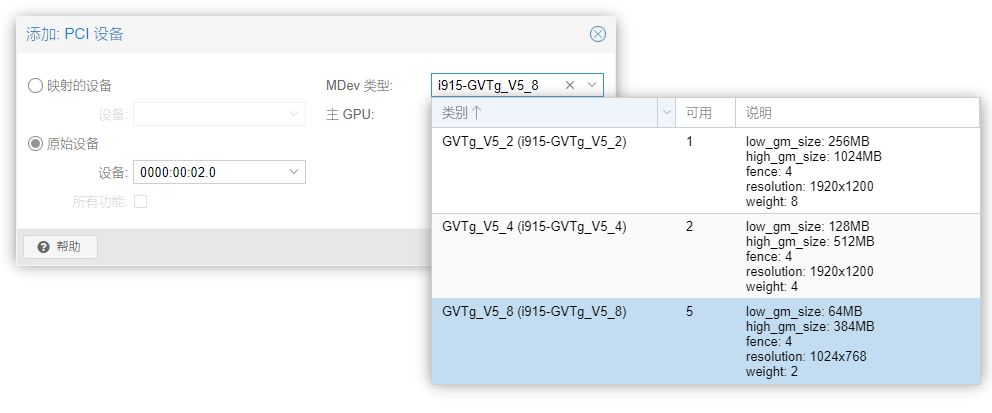 添加: PCI 设备
映射的设备
设备:
原始设备
设备: 0000:00:02.0
所有功能:
帮助
MDev 类型: i915-GVTg_V5_8
主 GPU:
类别 可用 说明
GVTg_V5_2 (i915-GVTg_V5_2) 1 low_gm_size: 256MB
high_gm_size: 1024MB
fence: 4
resolution: 1920x1200
weight: 8
GVTg_V5_4 (i915-GVTg_V5_4) 2 low_gm_size: 128MB
high_gm_size: 512MB
fence: 4
resolution: 1920x1200
weight: 4
GVTg_V5_8 (i915-GVTg_V5_8) 5 low_gm_size: 64MB
high_gm_size: 384MB
fence: 4
resolution: 1024x768
weight: 2